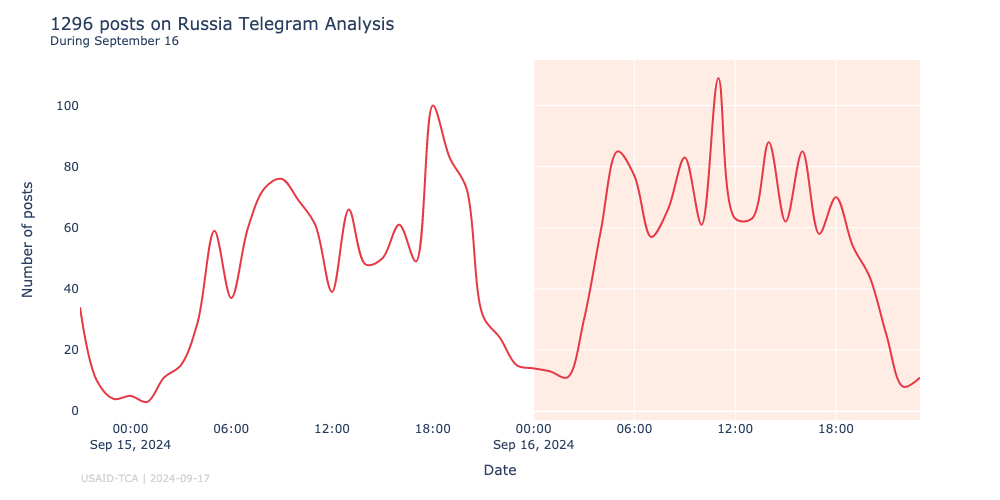 1296 posts on Russia Telegram Analysis
During September 16
Number of posts
100
80
60
40
20
0
00:00 06:00 12:00 18:00 00:00 06:00 12:00 18:00
Sep 15, 2024 Sep 16, 2024
Date
USAID-TCA | 2024-09-17